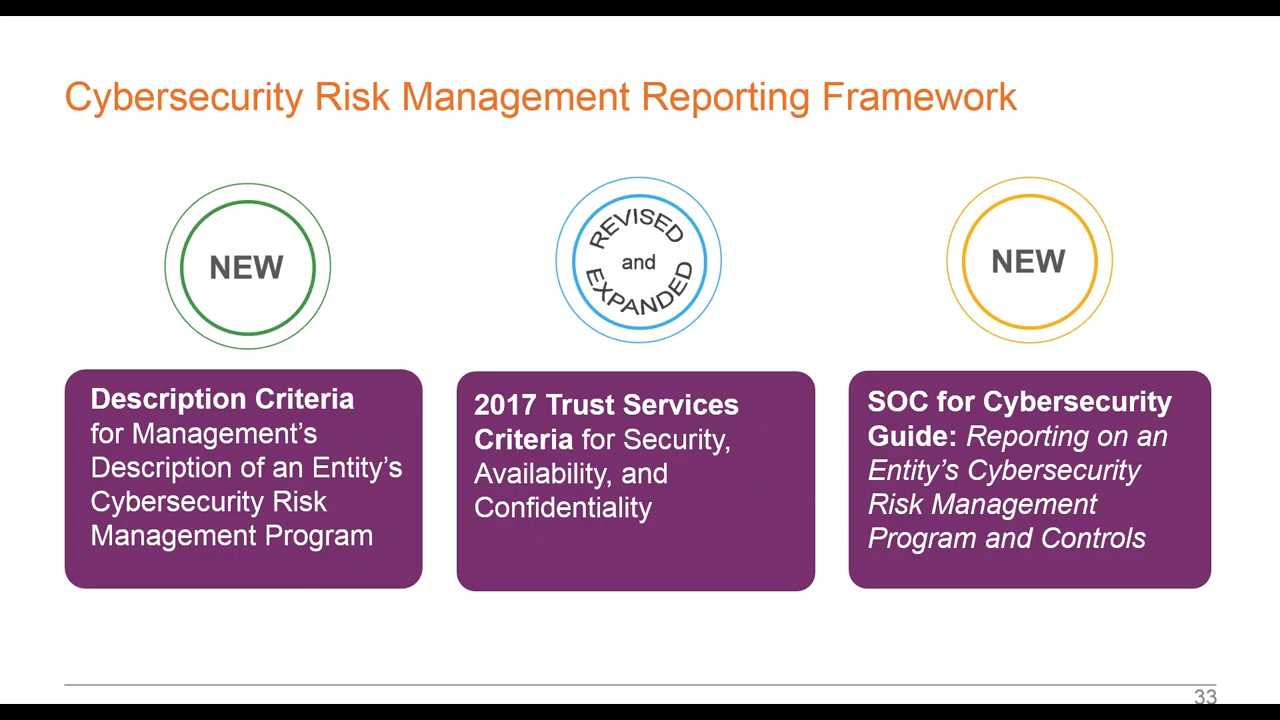 Cybersecurity Risk Management Reporting Framework
NEW
REVISED
and
EXPANDED
NEW
Description Criteria
for Management’s
Description of an Entity’s
Cybersecurity Risk
Management Program
2017 Trust Services
Criteria for Security,
Availability, and
Confidentiality
SOC for Cybersecurity
Guide: Reporting on an
Entity’s Cybersecurity
Risk Management
Program and Controls
33